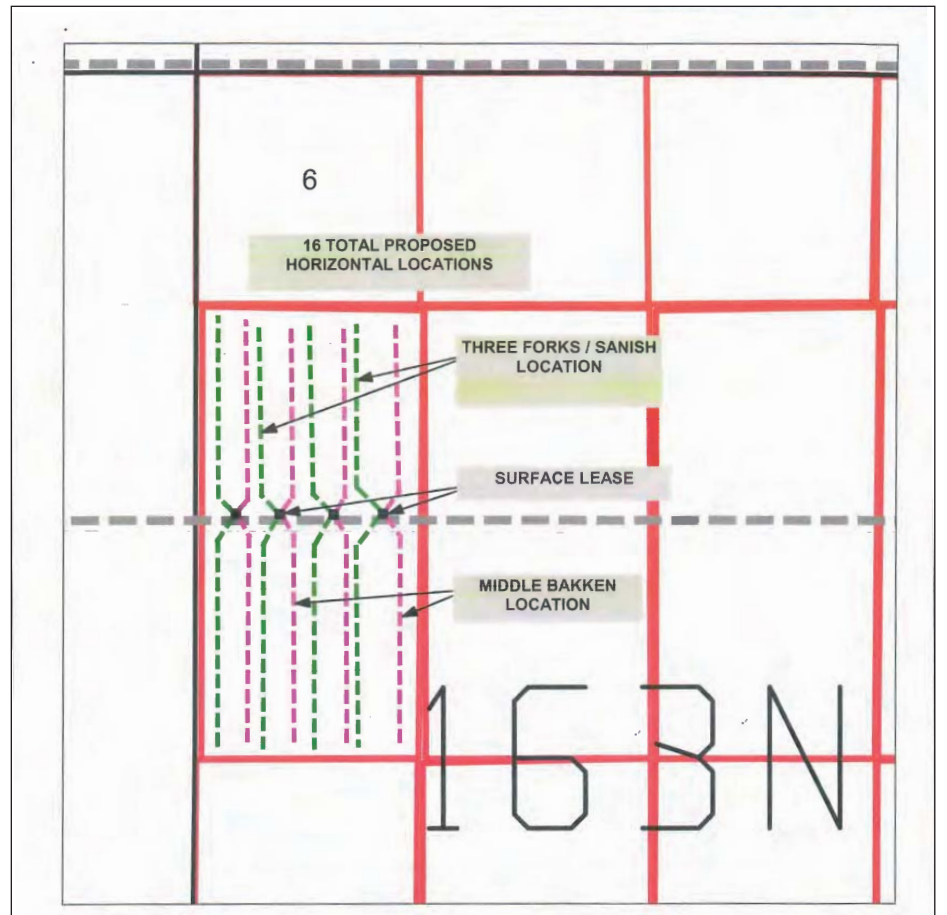 6
16 TOTAL PROPOSED
HORIZONTAL LOCATIONS
THREE FORKS / SANISH
LOCATION
SURFACE LEASE
MIDDLE BAKKEN
LOCATION
163N